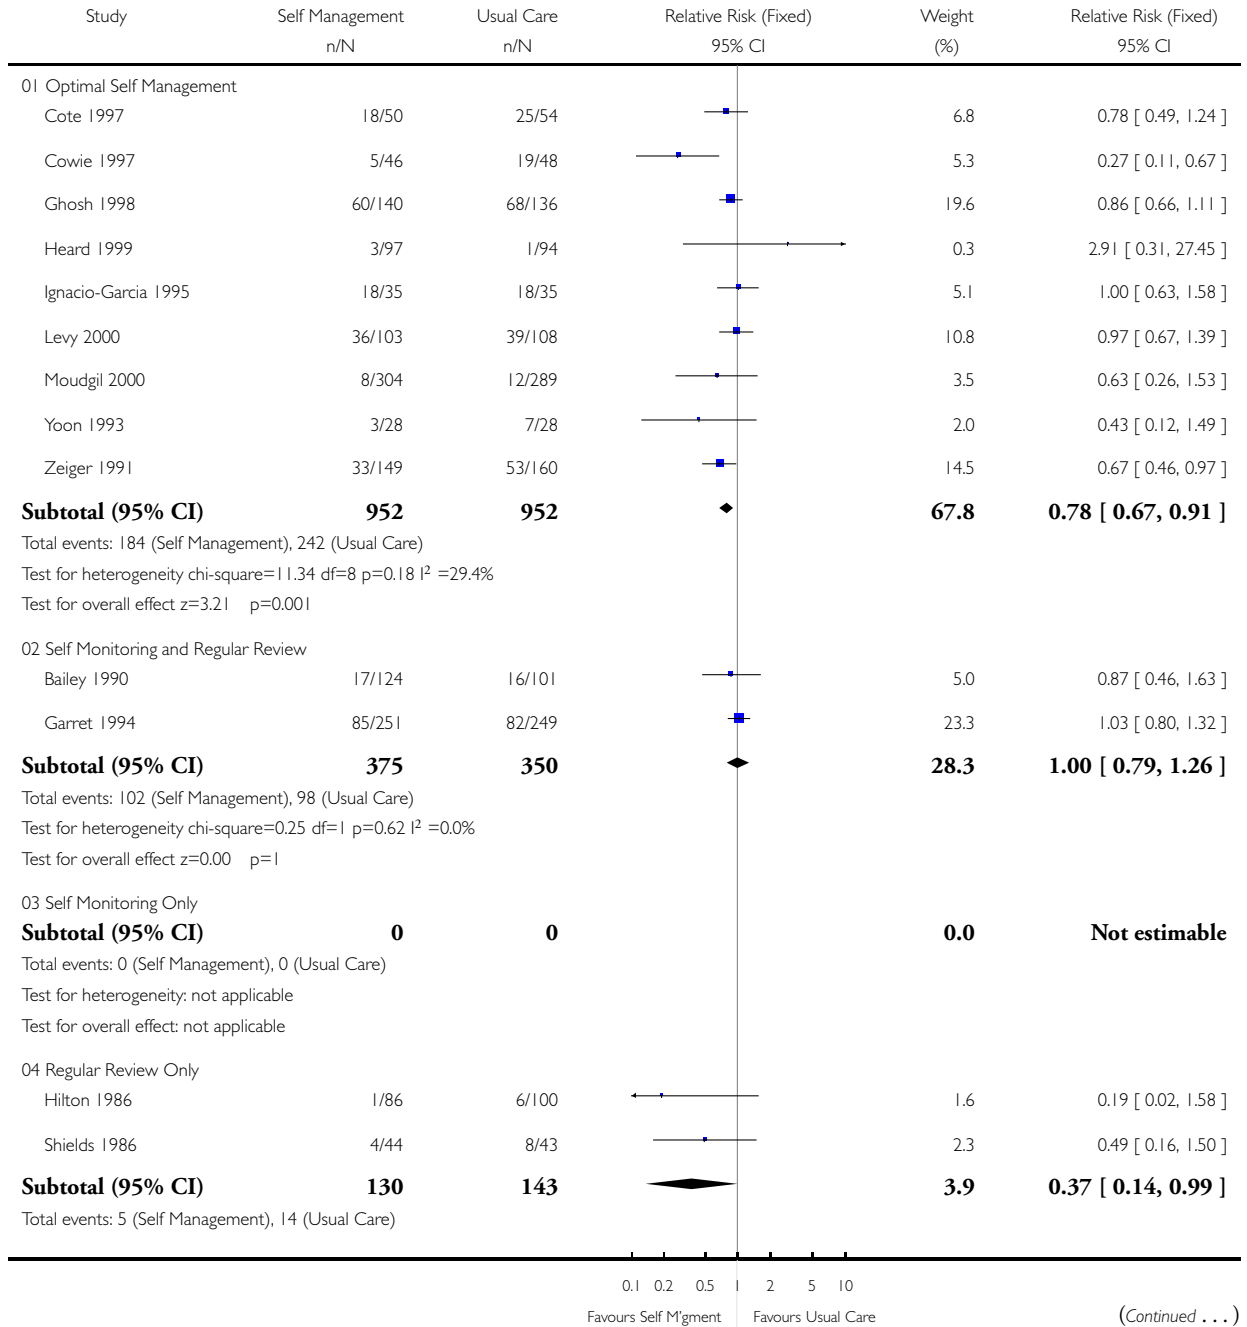 Study Self Management Usual Care Relative Risk (Fixed) Weight Relative Risk (Fixed)
n/N n/N 95% CI (%) 95% CI
01 Optimal Self Management
Cote 1997 18/50 25/54 6.8 0.78 [ 0.49, 1.24 ]
Cowie 1997 5/46 19/48 5.3 0.27 [ 0.11, 0.67 ]
Ghosh 1998 60/140 68/136 19.6 0.86 [ 0.66, 1.11 ]
Heard 1999 3/97 1/94 0.3 2.91 [ 0.31, 27.45 ]
Ignacio-Garcia 1995 18/35 18/35 5.1 1.00 [ 0.63, 1.58 ]
Levy 2000 36/103 39/108 10.8 0.97 [ 0.67, 1.39 ]
Moudgil 2000 8/304 12/289 3.5 0.63 [ 0.26, 1.53 ]
Yoon 1993 3/28 7/28 2.0 0.43 [ 0.12, 1.49 ]
Zeiger 1991 33/149 53/160 14.5 0.67 [ 0.46, 0.97 ]
Subtotal (95% CI) 952 952 67.8 0.78 [ 0.67, 0.91 ]
Total events: 184 (Self Management), 242 (Usual Care)
Test for heterogeneity chi-square=11.34 df=8 p=0.18 I² =29.4%
Test for overall effect z=3.21 p=0.001
02 Self Monitoring and Regular Review
Bailey 1990 17/124 16/101 5.0 0.87 [ 0.46, 1.63 ]
Garret 1994 85/251 82/249 23.3 1.03 [ 0.80, 1.32 ]
Subtotal (95% CI) 375 350 28.3 1.00 [ 0.79, 1.26 ]
Total events: 102 (Self Management), 98 (Usual Care)
Test for heterogeneity chi-square=0.25 df=1 p=0.62 I² =0.0%
Test for overall effect z=0.00 p=1
03 Self Monitoring Only
Subtotal (95% CI) 0 0 0.0 Not estimable
Total events: 0 (Self Management), 0 (Usual Care)
Test for heterogeneity: not applicable
Test for overall effect: not applicable
04 Regular Review Only
Hilton 1986 1/86 6/100 1.6 0.19 [ 0.02, 1.58 ]
Shields 1986 4/44 8/43 2.3 0.49 [ 0.16, 1.50 ]
Subtotal (95% CI) 130 143 3.9 0.37 [ 0.14, 0.99 ]
Total events: 5 (Self Management), 14 (Usual Care)
0.1 0.2 0.5 1 2 5 10
Favours Self M'gment Favours Usual Care (Continued . . . )